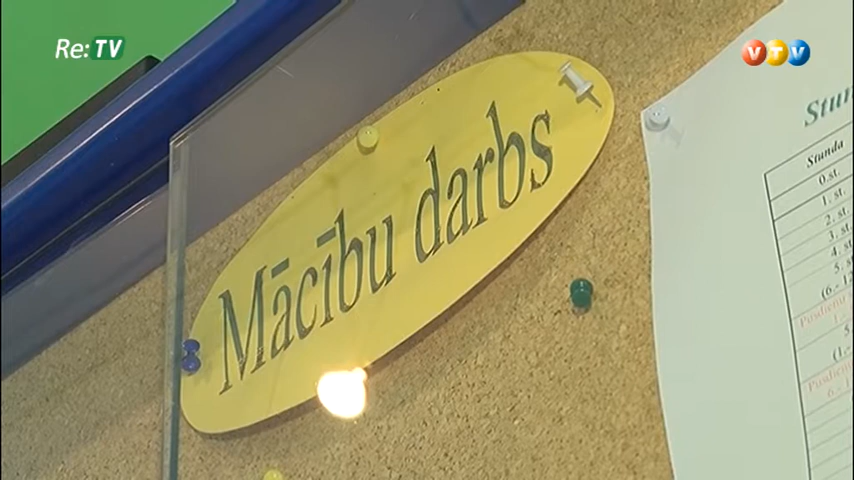 Re:TV
VTV
Mācību darbs
Stunda
0.st.
1. st.
2. st.
3. st.
4. st
5. st